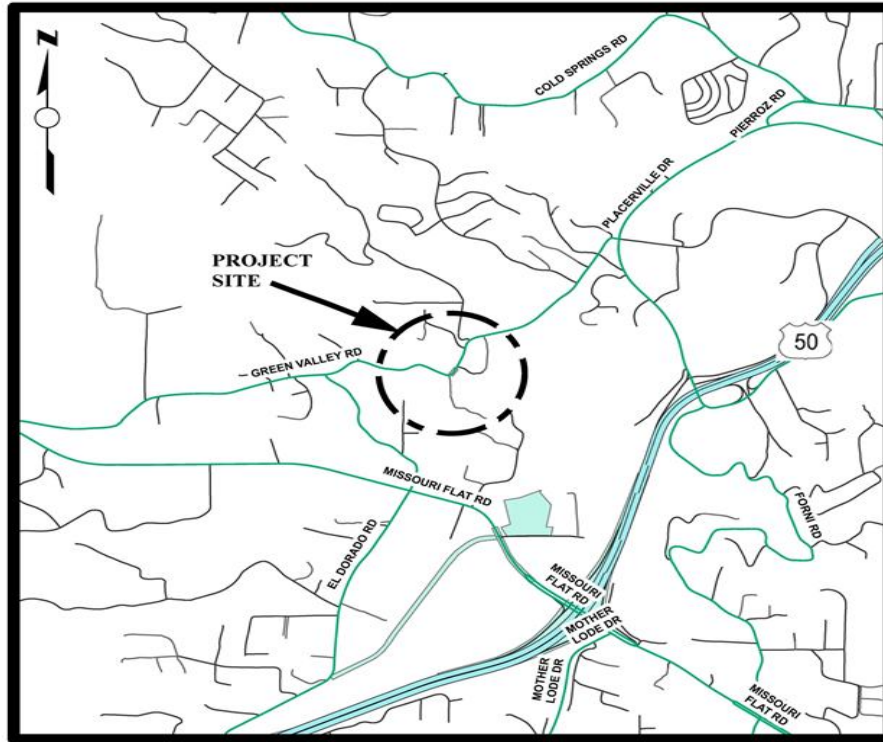 COLD SPRINGS RD
PIERROZ RD
PLACERVILLE DR
PROJECT
SITE
50
GREEN VALLEY RD
MISSOURI FLAT RD
FORNI RD
EL DORADO RD
MISSOURI
FLAT RD
MOTHER
LODE DR
MOTHER
LODE DR
MISSOURI
FLAT RD